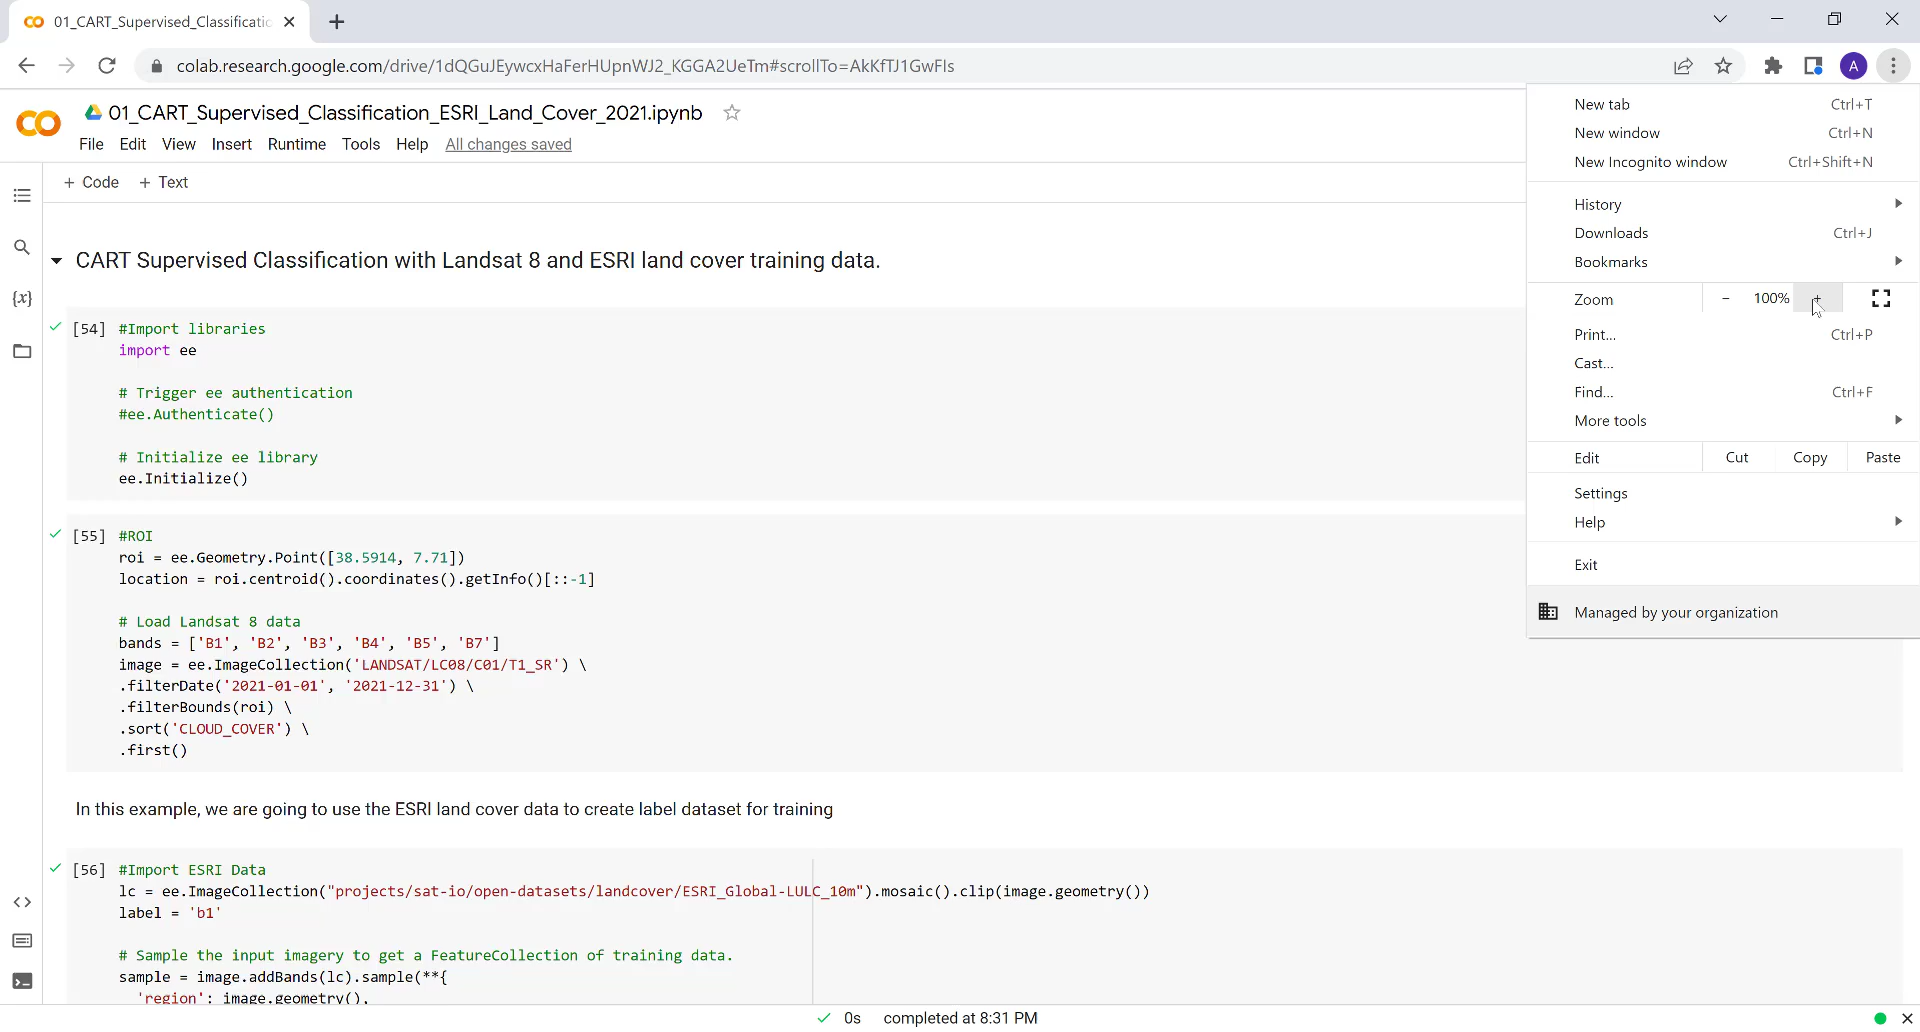 01_CART_Supervised_Classificatic
colab.research.google.com/drive/1dQGuJEywcxHaFerHUpnWJ2_KGGA2UeTm#scrollTo=AkKfTJ1GwFIs
A
01_CART_Supervised_Classification_ESRI_Land_Cover_2021.ipynb
File Edit View Insert Runtime Tools Help All changes saved
+ Code + Text
CART Supervised Classification with Landsat 8 and ESRI land cover training data.
[54] #Import libraries
import ee
# Trigger ee authentication
#ee.Authenticate()
# Initialize ee library
ee.Initialize()
[55] #ROI
roi = ee.Geometry.Point([38.5914, 7.71])
location = roi.centroid().coordinates().getInfo()[::-1]
# Load Landsat 8 data
bands = ['B1', 'B2', 'B3', 'B4', 'B5', 'B7']
image = ee.ImageCollection('LANDSAT/LC08/C01/T1_SR') \
.filterDate('2021-01-01', '2021-12-31') \
.filterBounds(roi) \
.sort('CLOUD_COVER') \
.first()
In this example, we are going to use the ESRI land cover data to create label dataset for training
[56] #Import ESRI Data
lc = ee.ImageCollection("projects/sat-io/open-datasets/landcover/ESRI_Global-LULC_10m").mosaic().clip(image.geometry())
label = 'b1'
# Sample the input imagery to get a FeatureCollection of training data.
sample = image.addBands(lc).sample(**{
'region': image.geometry(),
0s completed at 8:31 PM
New tab Ctrl+T
New window Ctrl+N
New Incognito window Ctrl+Shift+N
History
Downloads Ctrl+J
Bookmarks
Zoom - 100% +
Print... Ctrl+P
Cast...
Find... Ctrl+F
More tools
Edit Cut Copy Paste
Settings
Help
Exit
Managed by your organization